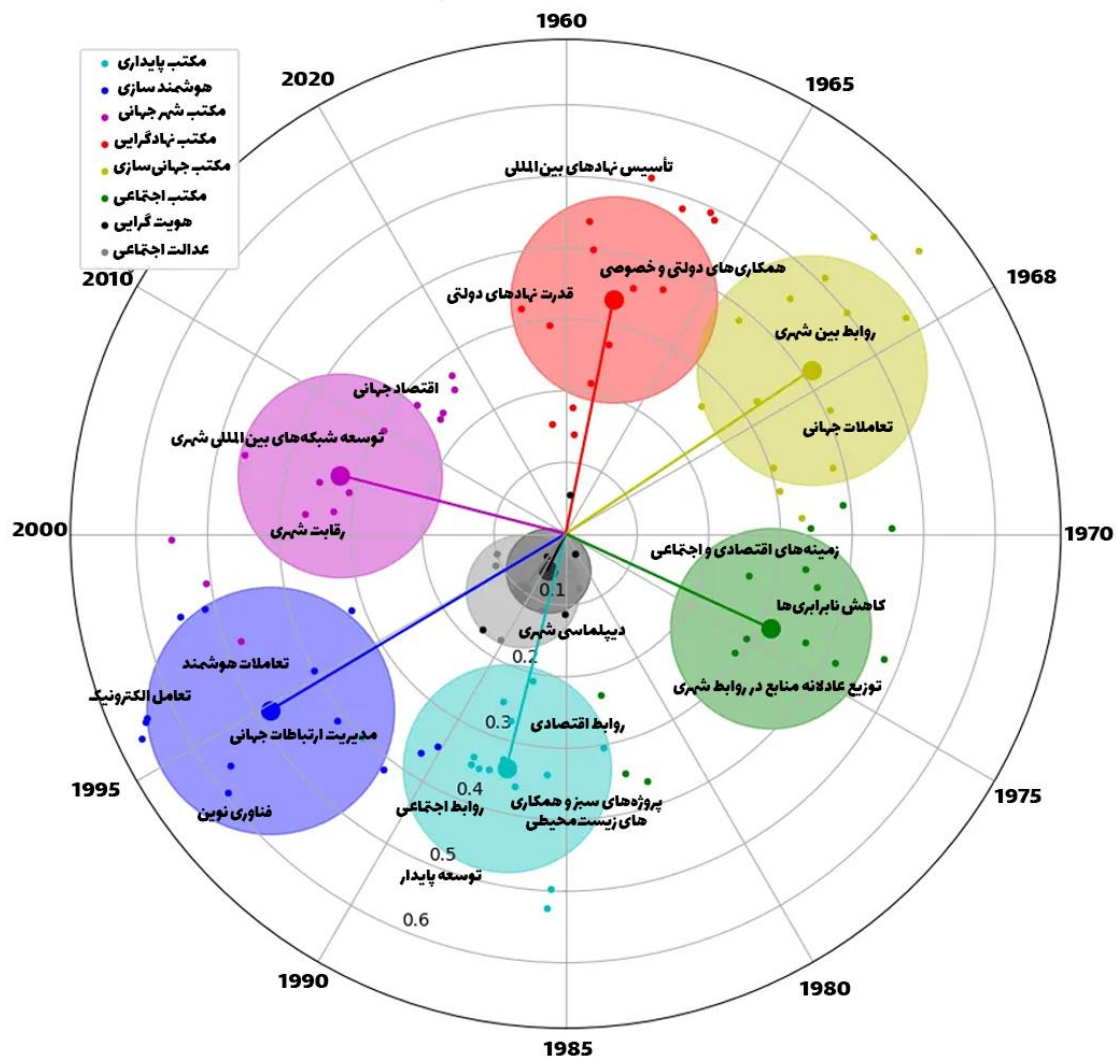 1960
2020
1965
مکتب پایداری
هوشمند سازی
مکتب شهر جهانی
مکتب نهادگرایی
مکتب جهانی‌سازی
مکتب اجتماعی
هویت گرایی
عدالت اجتماعی
تأسیس نهادهای بین‌المللی
2010
1968
همکاری‌های دولتی و خصوصی
قدرت نهادهای دولتی
روابط بین شهری
اقتصاد جهانی
تعاملات جهانی
توسعه شبکه‌های بین‌المللی شهری
رقابت شهری
2000
1970
زمینه‌های اقتصادی و اجتماعی
0.1
کاهش نابرابری‌ها
دیپلماسی شهری
0.2
تعاملات هوشمند
توزیع عادلانه منابع در روابط شهری
تعامل الکترونیک
0.3
روابط اقتصادی
مدیریت ارتباطات جهانی
1995
0.4
1975
پروژه‌های سبز و همکاری
های زیست‌محیطی
روابط اجتماعی
فناوری نوین
0.5
توسعه پایدار
0.6
1990
1980
1985